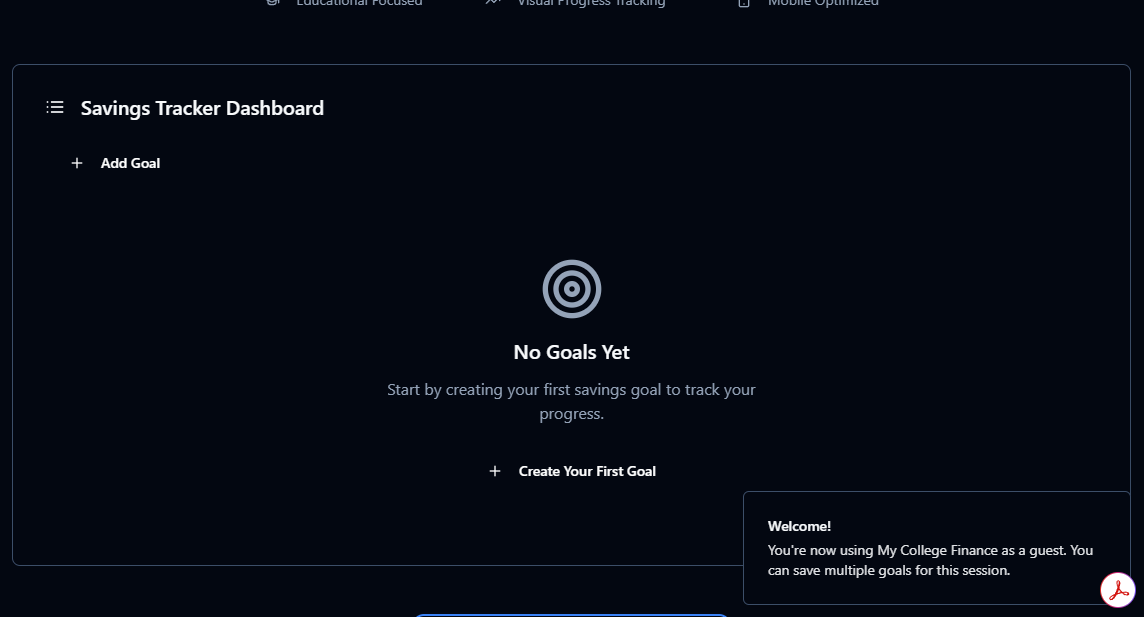 Educational Focused
Visual Progress Tracking
Mobile Optimized
Savings Tracker Dashboard
Add Goal
No Goals Yet
Start by creating your first savings goal to track your
progress.
Create Your First Goal
Welcome!
You're now using My College Finance as a guest. You
can save multiple goals for this session.